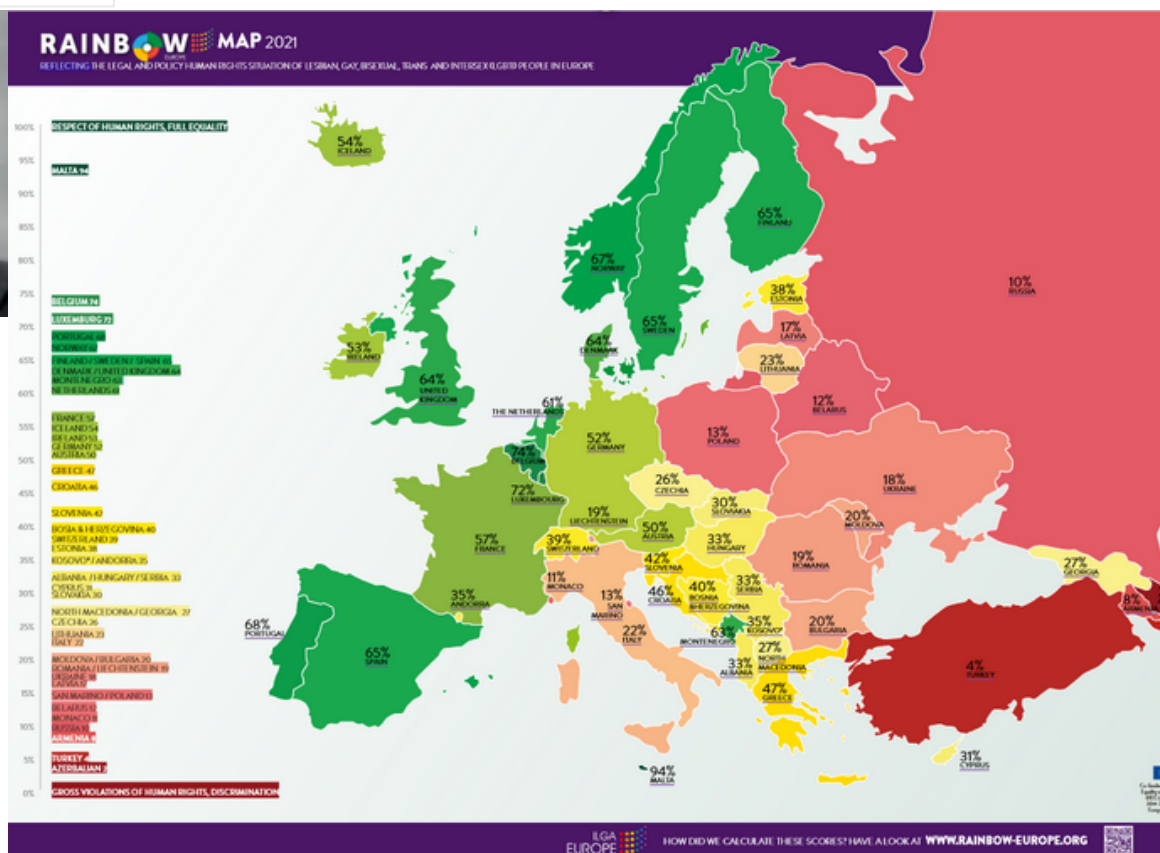 RAINBOW EUROPE MAP 2021
REFLECTING THE LEGAL AND POLICY HUMAN RIGHTS SITUATION OF LESBIAN, GAY, BISEXUAL, TRANS AND INTERSEX (LGBTI) PEOPLE IN EUROPE
100%
RESPECT OF HUMAN RIGHTS, FULL EQUALITY
95%
MALTA 94
90%
85%
80%
75%
BELGIUM 74
LUXEMBURG 72
70%
PORTUGAL 68
NORWAY 67
65%
FINLAND / SWEDEN / SPAIN 65
DENMARK / UNITED KINGDOM 64
MONTENEGRO 63
NETHERLANDS 61
60%
FRANCE 57
55%
ICELAND 54
IRELAND 53
GERMANY 52
AUSTRIA 50
50%
GREECE 47
CROATIA 46
45%
SLOVENIA 42
40%
BOSIA & HERZEGOVINA 40
SWITZERLAND 39
ESTONIA 38
KOSOVO* / ANDORRA 35
35%
ALBANIA / HUNGARY / SERBIA 33
CYPRUS 31
SLOVAKIA 30
30%
NORTH MACEDONIA / GEORGIA 27
CZECHIA 26
25%
LITHUANIA 23
ITALY 22
MOLDOVA / BULGARIA 20
20%
ROMANIA / LIECHTENSTEIN 19
UKRAINE 18
LATVIA 17
15%
SAN MARINO / POLAND 13
BELARUS 12
MONACO 11
RUSSIA 10
10%
ARMENIA 8
5%
TURKEY 4
AZERBAIJAN 2
0%
GROSS VIOLATIONS OF HUMAN RIGHTS, DISCRIMINATION
54%
ICELAND
67%
NORWAY
65%
FINLAND
65%
SWEDEN
10%
RUSSIA
38%
ESTONIA
17%
LATVIA
23%
LITHUANIA
64%
DENMARK
53%
IRELAND
64%
UNITED
KINGDOM
61%
THE NETHERLANDS
12%
BELARUS
13%
POLAND
52%
GERMANY
74%
BELGIUM
72%
LUXEMBOURG
26%
CZECHIA
30%
SLOVAKIA
18%
UKRAINE
20%
MOLDOVA
19%
LIECHTENSTEIN
50%
AUSTRIA
33%
HUNGARY
57%
FRANCE
39%
SWITZERLAND
42%
SLOVENIA
19%
ROMANIA
27%
GEORGIA
8%
ARMENIA
35%
ANDORRA
11%
MONACO
13%
SAN
MARINO
46%
CROATIA
40%
BOSNIA
&HERZEGOVINA
33%
SERBIA
35%
KOSOVO*
20%
BULGARIA
68%
PORTUGAL
65%
SPAIN
22%
ITALY
63%
MONTENEGRO
27%
NORTH
MACEDONIA
33%
ALBANIA
47%
GREECE
4%
TURKEY
31%
CYPRUS
94%
MALTA
ILGA
EUROPE
HOW DID WE CALCULATE THESE SCORES? HAVE A LOOK AT WWW.RAINBOW-EUROPE.ORG